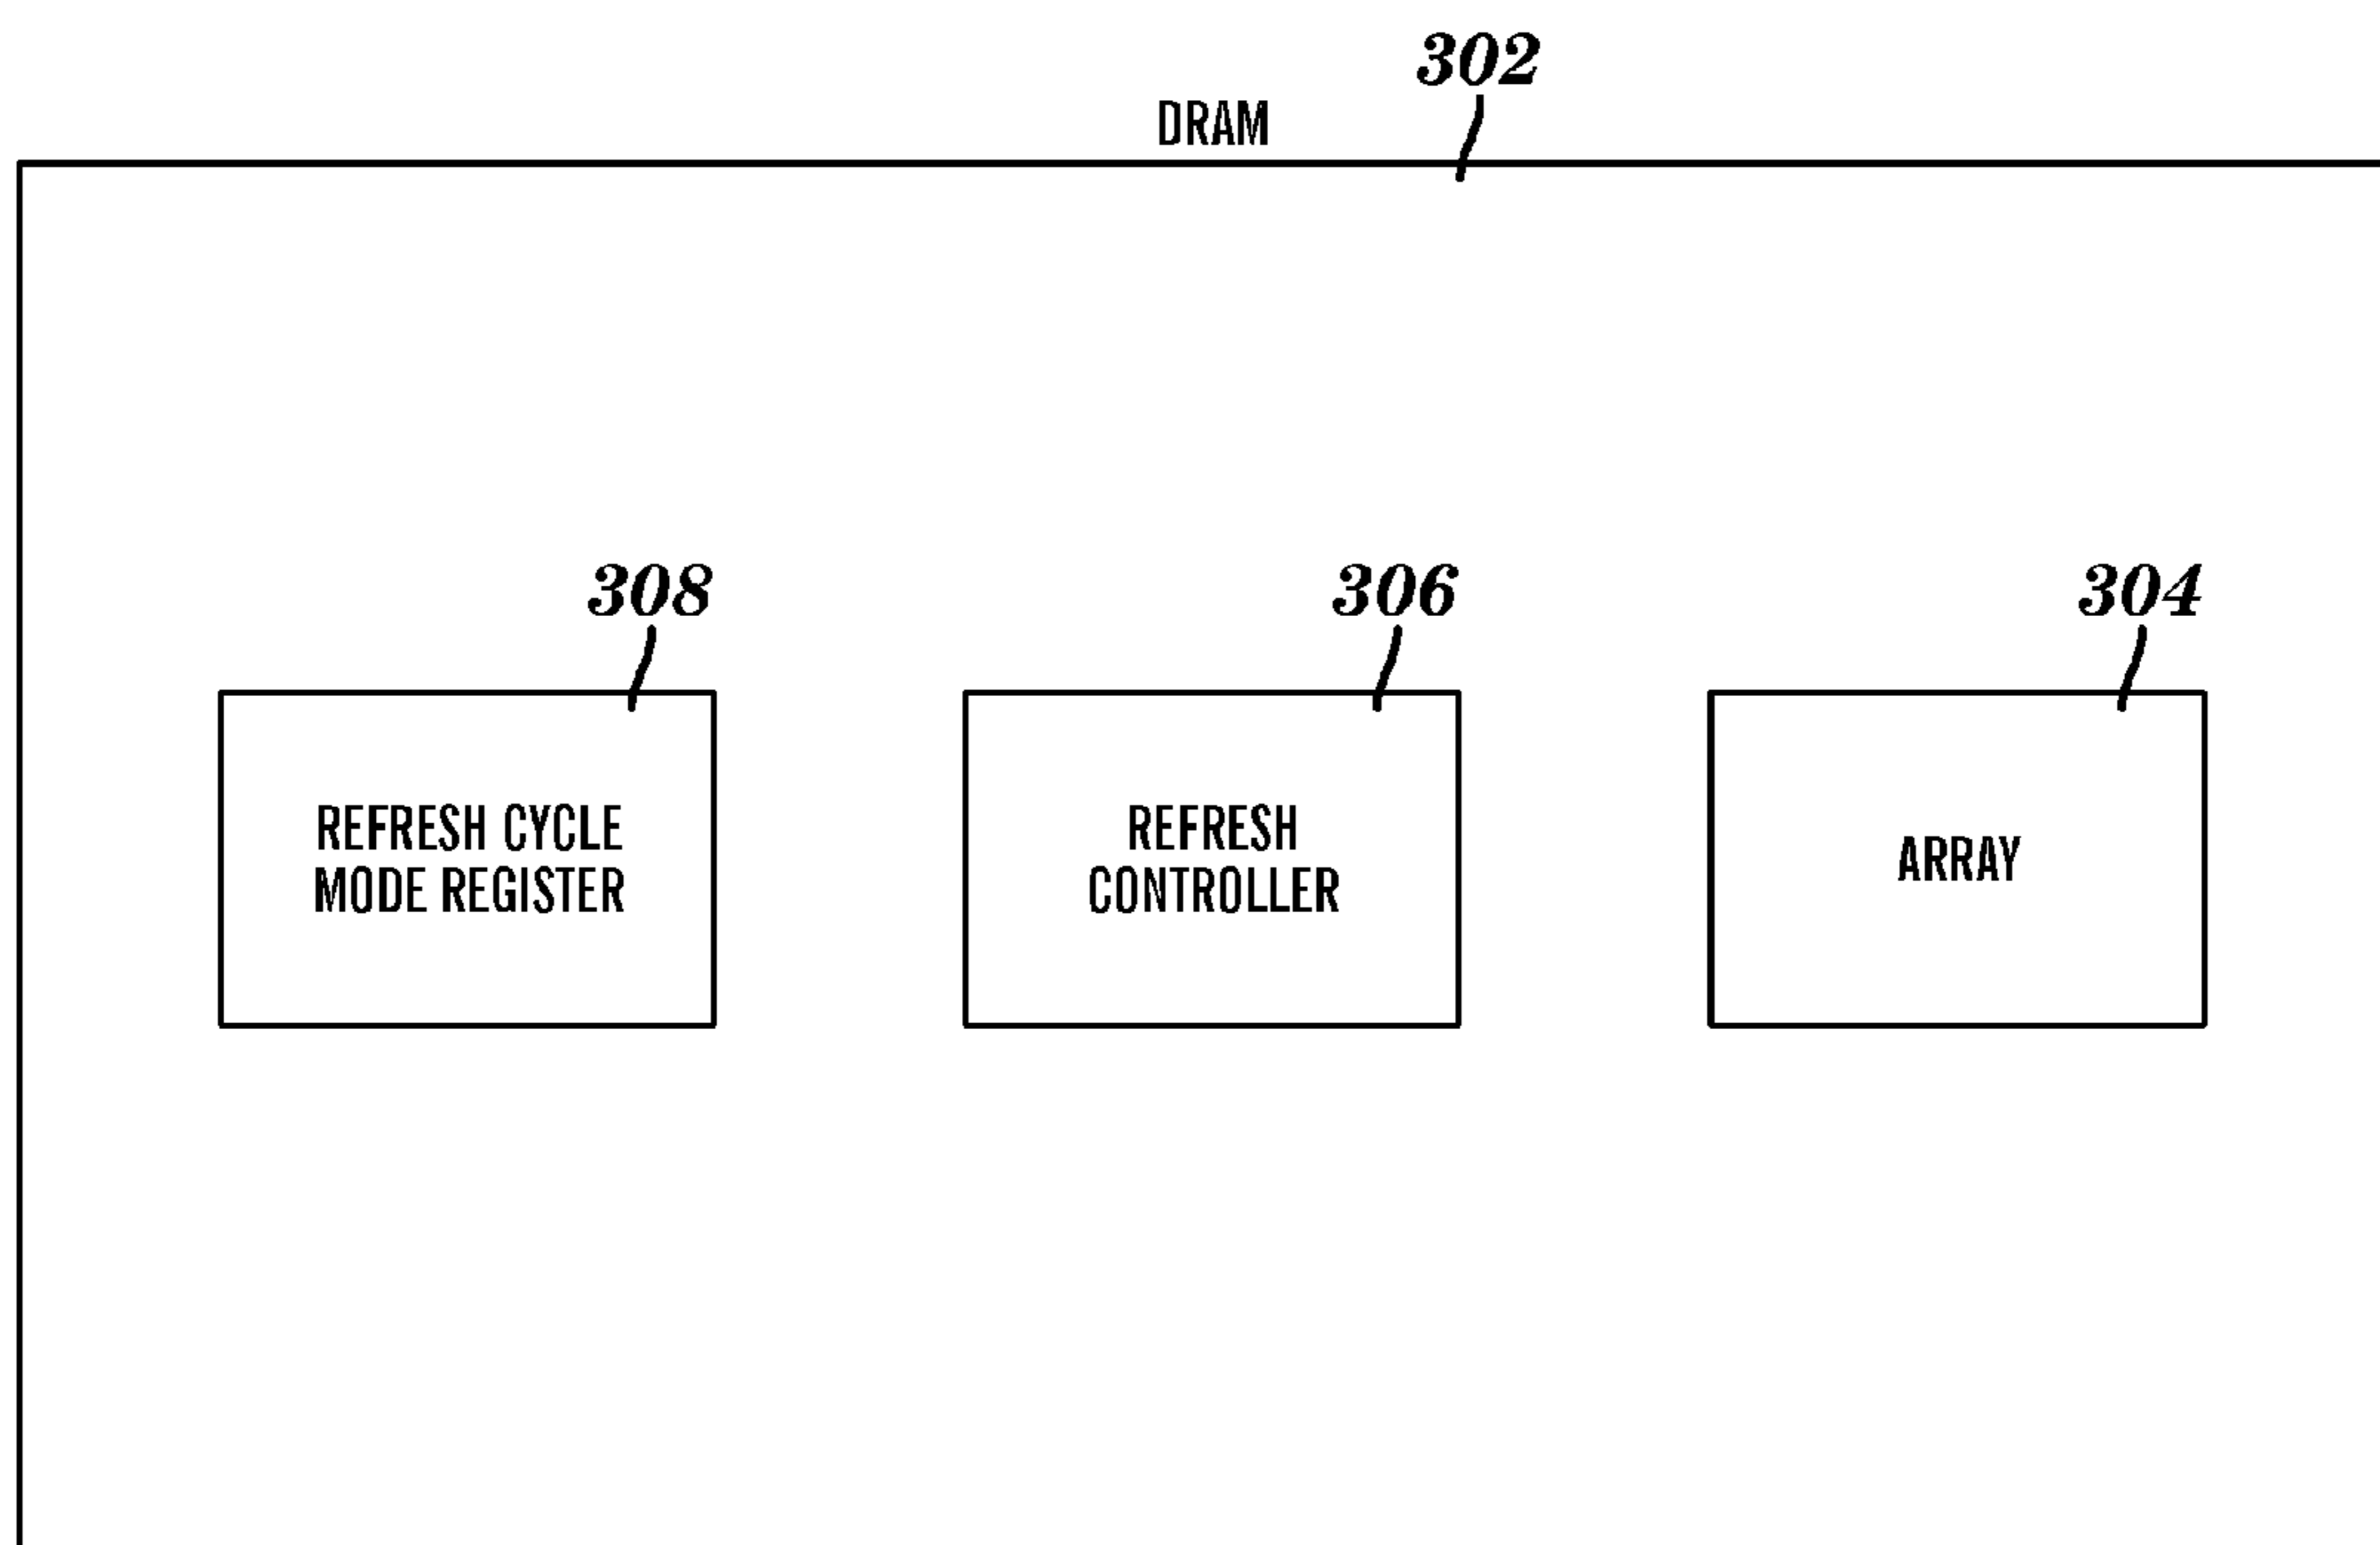 302
DRAM
308
306
304
REFRESH CYCLE
MODE REGISTER
REFRESH
CONTROLLER
ARRAY